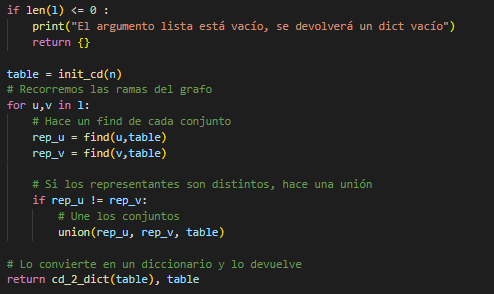 if len(l) <= 0 :
    print("El argumento lista está vacío, se devolverá un dict vacío")
    return {}

table = init_cd(n)
# Recorremos las ramas del grafo
for u,v in l:
    # Hace un find de cada conjunto
    rep_u = find(u,table)
    rep_v = find(v,table)

    # Si los representantes son distintos, hace una unión
    if rep_u != rep_v:
        # Une los conjuntos
        union(rep_u, rep_v, table)

# Lo convierte en un diccionario y lo devuelve
return cd_2_dict(table), table